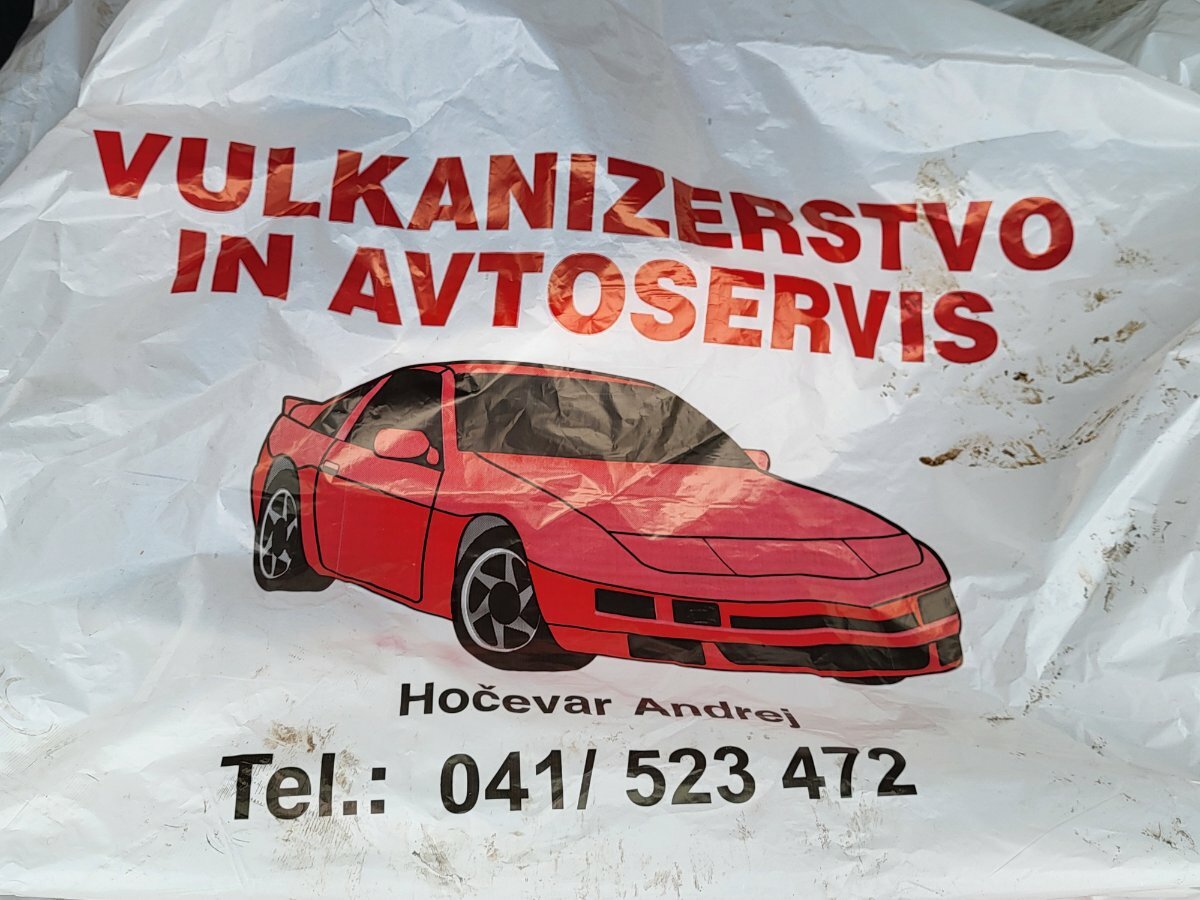 VULKANIZERSTVO
IN AVTOSERVIS
Hočevar Andrej
Tel.: 041/ 523 472